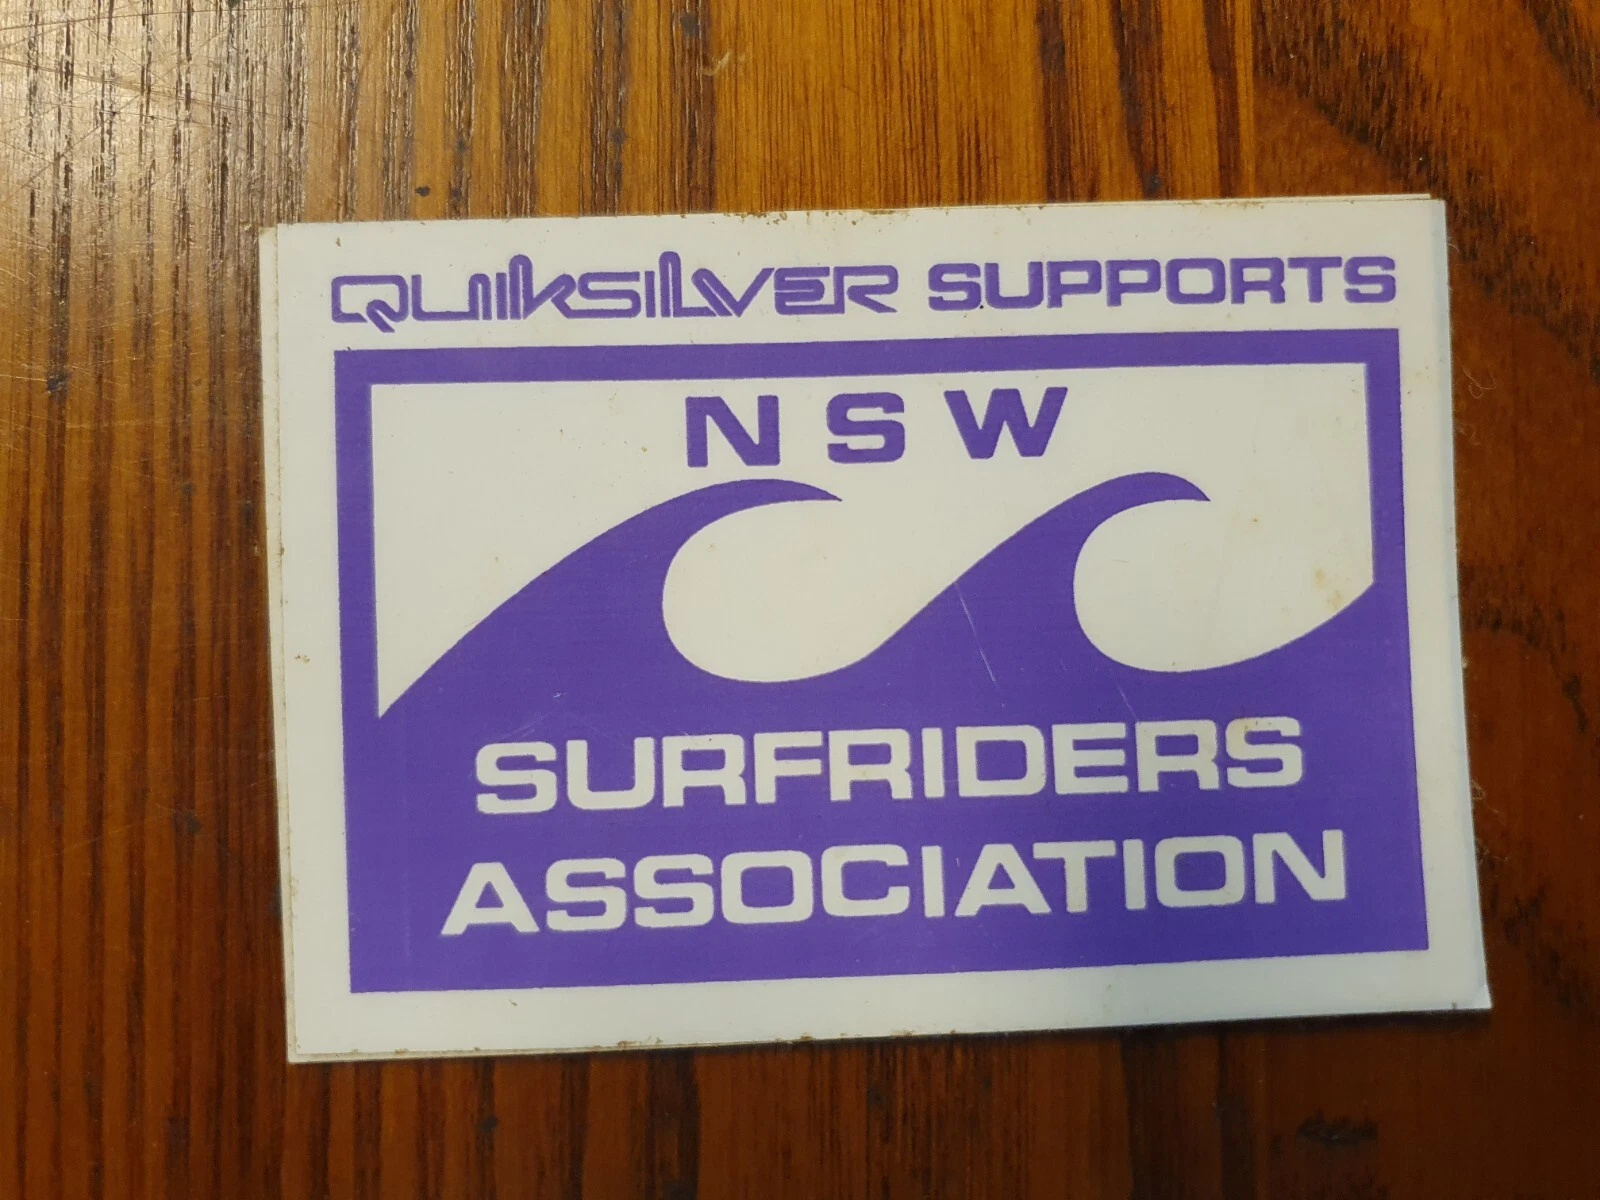 QUIKSILVER SUPPORTS
NSW
SURFRIDERS
ASSOCIATION